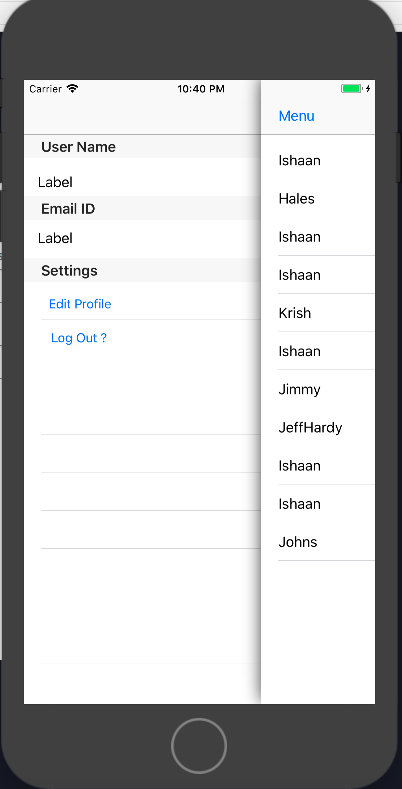 Carrier 10:40 PM
Menu
User Name
Label
Email ID
Label
Settings
Edit Profile
Log Out ?
Ishaan
Hales
Ishaan
Ishaan
Krish
Ishaan
Jimmy
JeffHardy
Ishaan
Ishaan
Johns